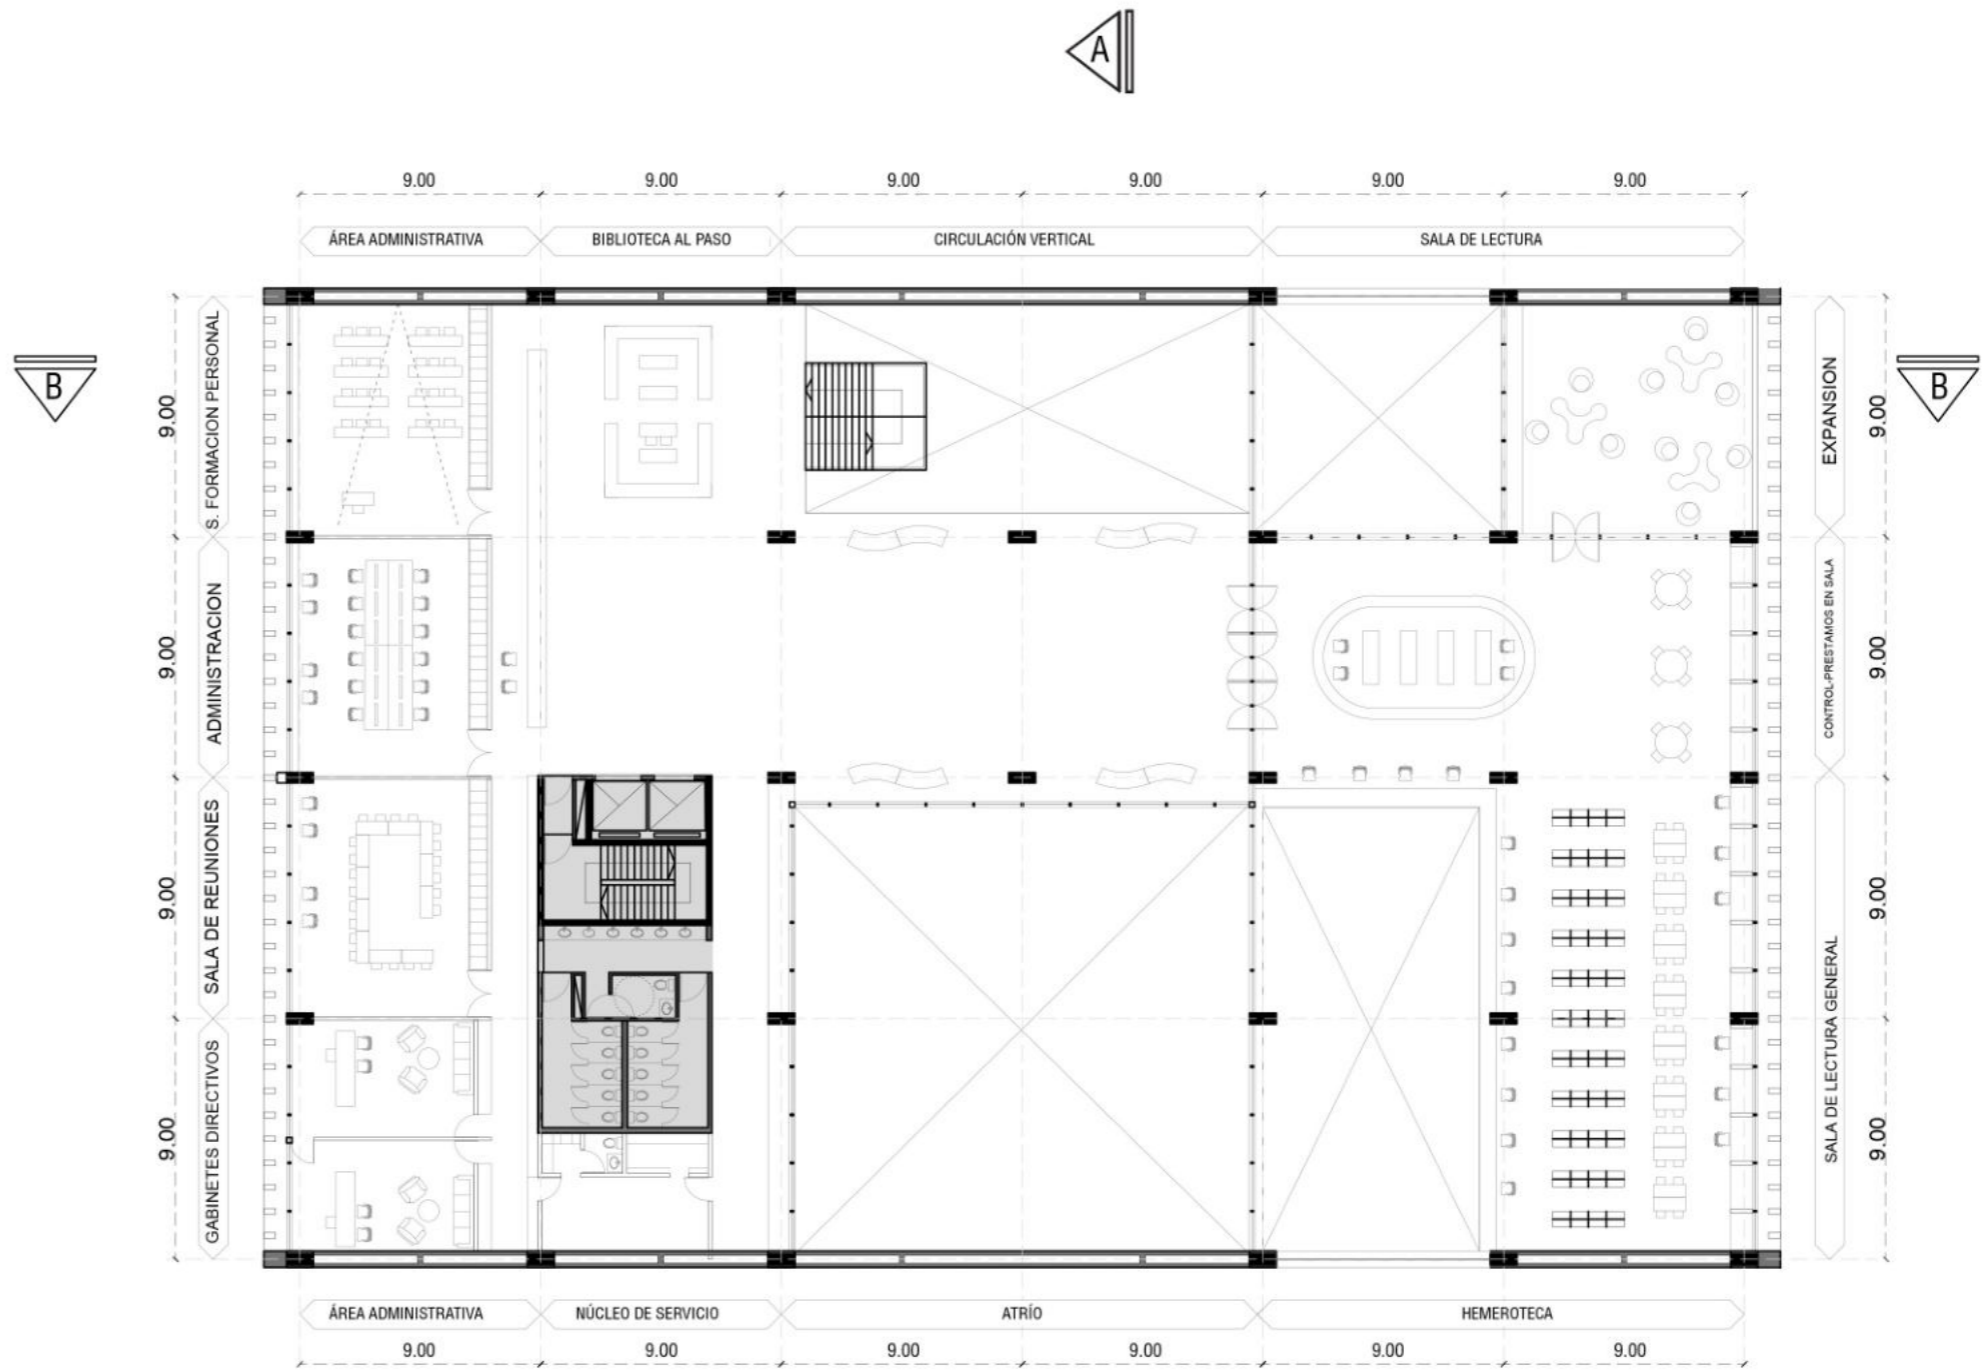 A
9.00 9.00 9.00 9.00 9.00 9.00
ÁREA ADMINISTRATIVA BIBLIOTECA AL PASO CIRCULACIÓN VERTICAL SALA DE LECTURA
B
B
S. FORMACION PERSONAL
ADMINISTRACION
SALA DE REUNIONES
GABINETES DIRECTIVOS
9.00
9.00
9.00
9.00
EXPANSION
CONTROL-PRESTAMOS EN SALA
SALA DE LECTURA GENERAL
9.00
9.00
9.00
9.00
ÁREA ADMINISTRATIVA NÚCLEO DE SERVICIO ATRÍO HEMEROTECA
9.00 9.00 9.00 9.00 9.00 9.00